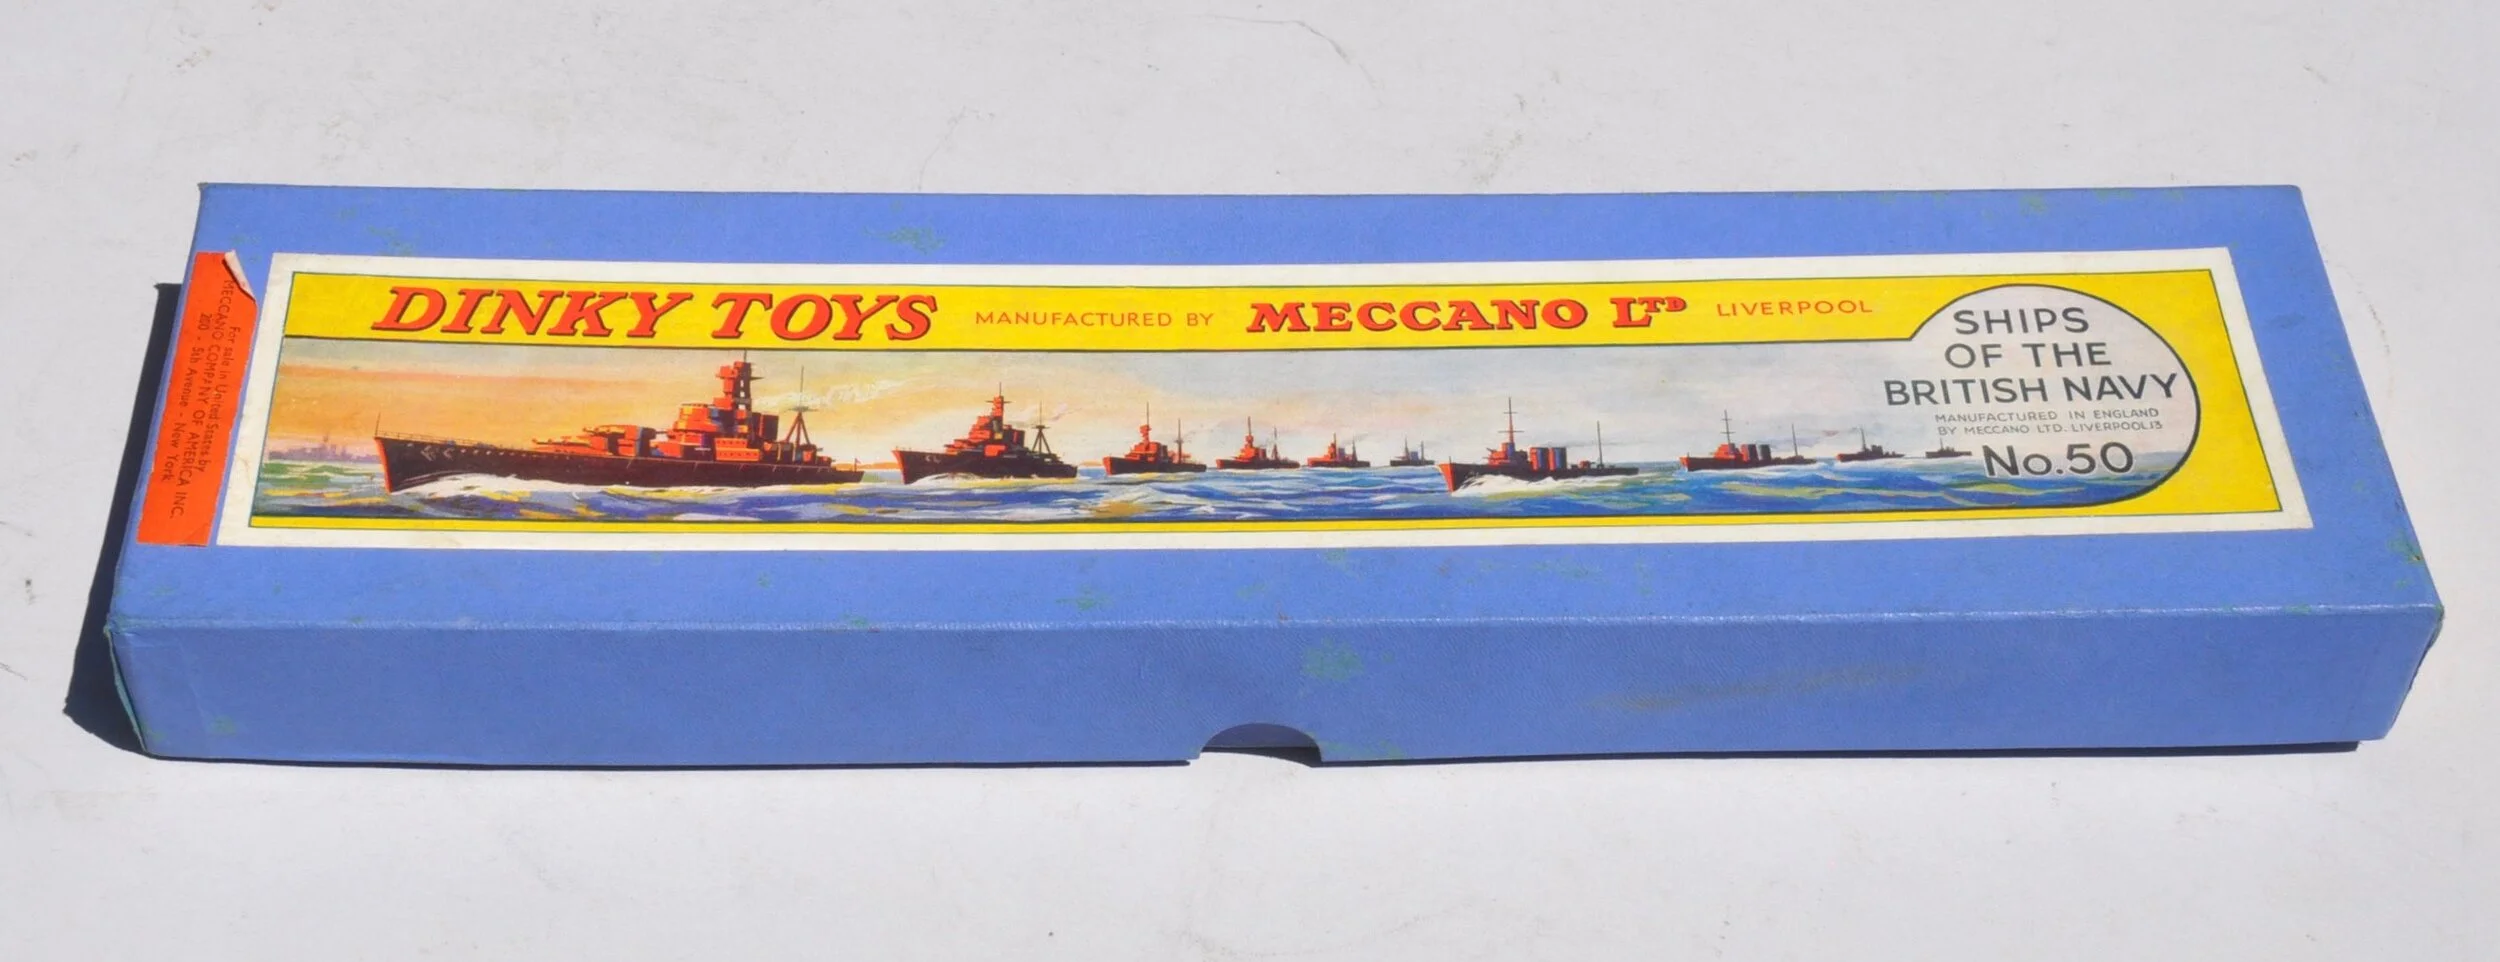 DINKY TOYS MANUFACTURED BY MECCANO LTD LIVERPOOL
SHIPS
OF THE
BRITISH NAVY
MANUFACTURED IN ENGLAND
BY MECCANO LTD. LIVERPOOL 13
No. 50
For sale in United States by
MECCANO COMPANY OF AMERICA INC.
200 - 5th Avenue - New York